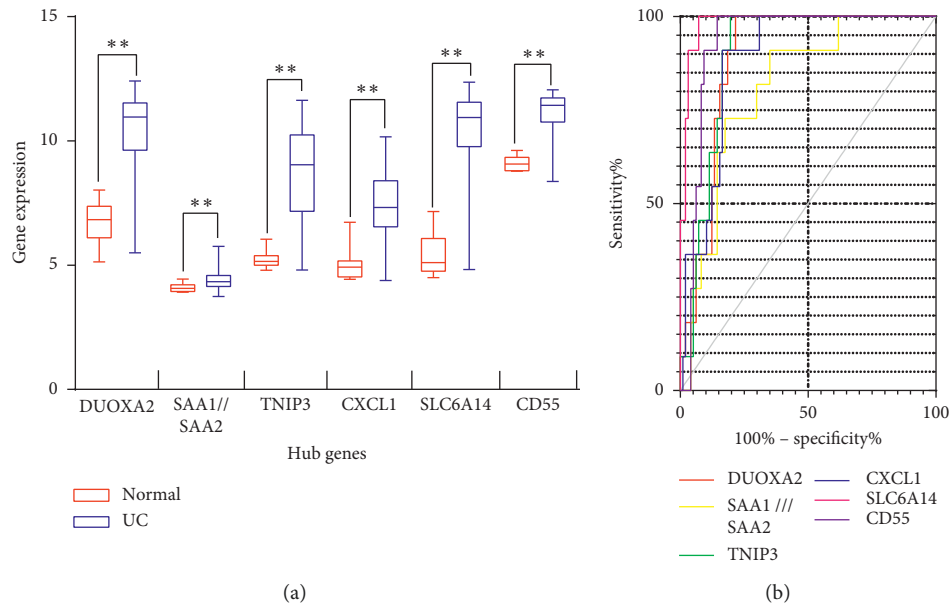 15
10
5
0
Gene expression
**
**
**
**
**
**
DUOXA2
SAA1//
SAA2
TNIP3
CXCL1
SLC6A14
CD55
Hub genes
Normal
UC
(a)
100
50
0
Sensitivity%
0
50
100
100% – specificity%
DUOXA2
SAA1 ///
SAA2
TNIP3
CXCL1
SLC6A14
CD55
(b)